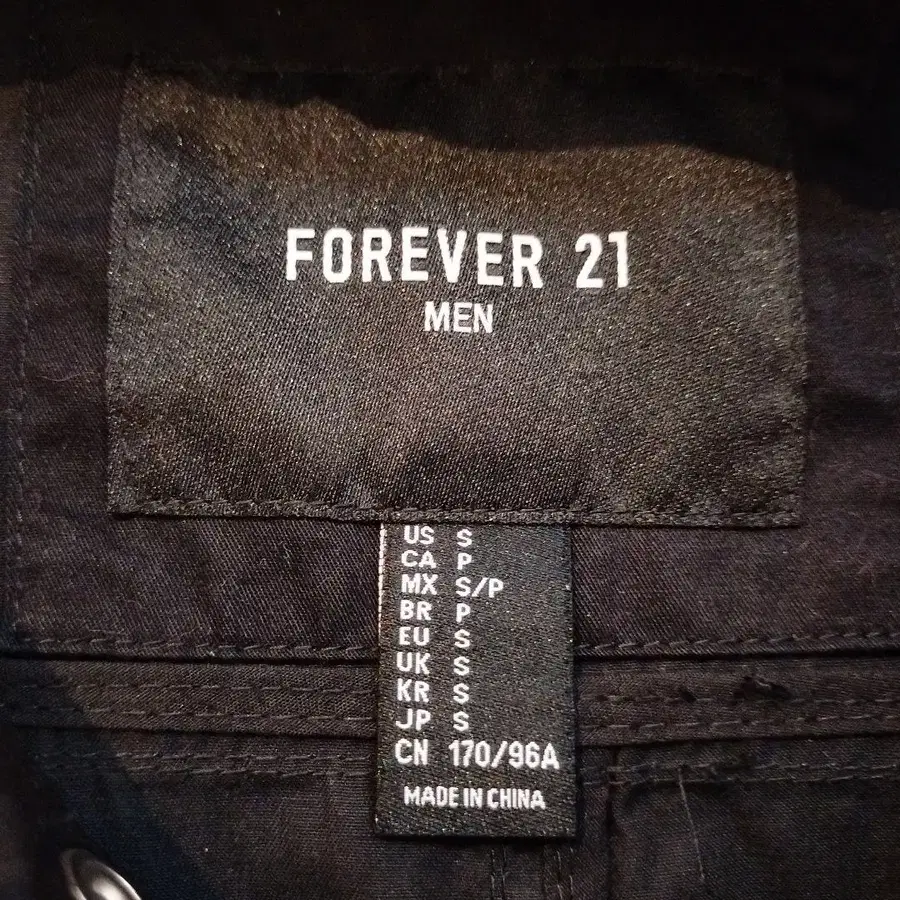 FOREVER 21
MEN
US S
CA P
MX S/P
BR P
EU S
UK S
KR S
JP S
CN 170/96A
MADE IN CHINA